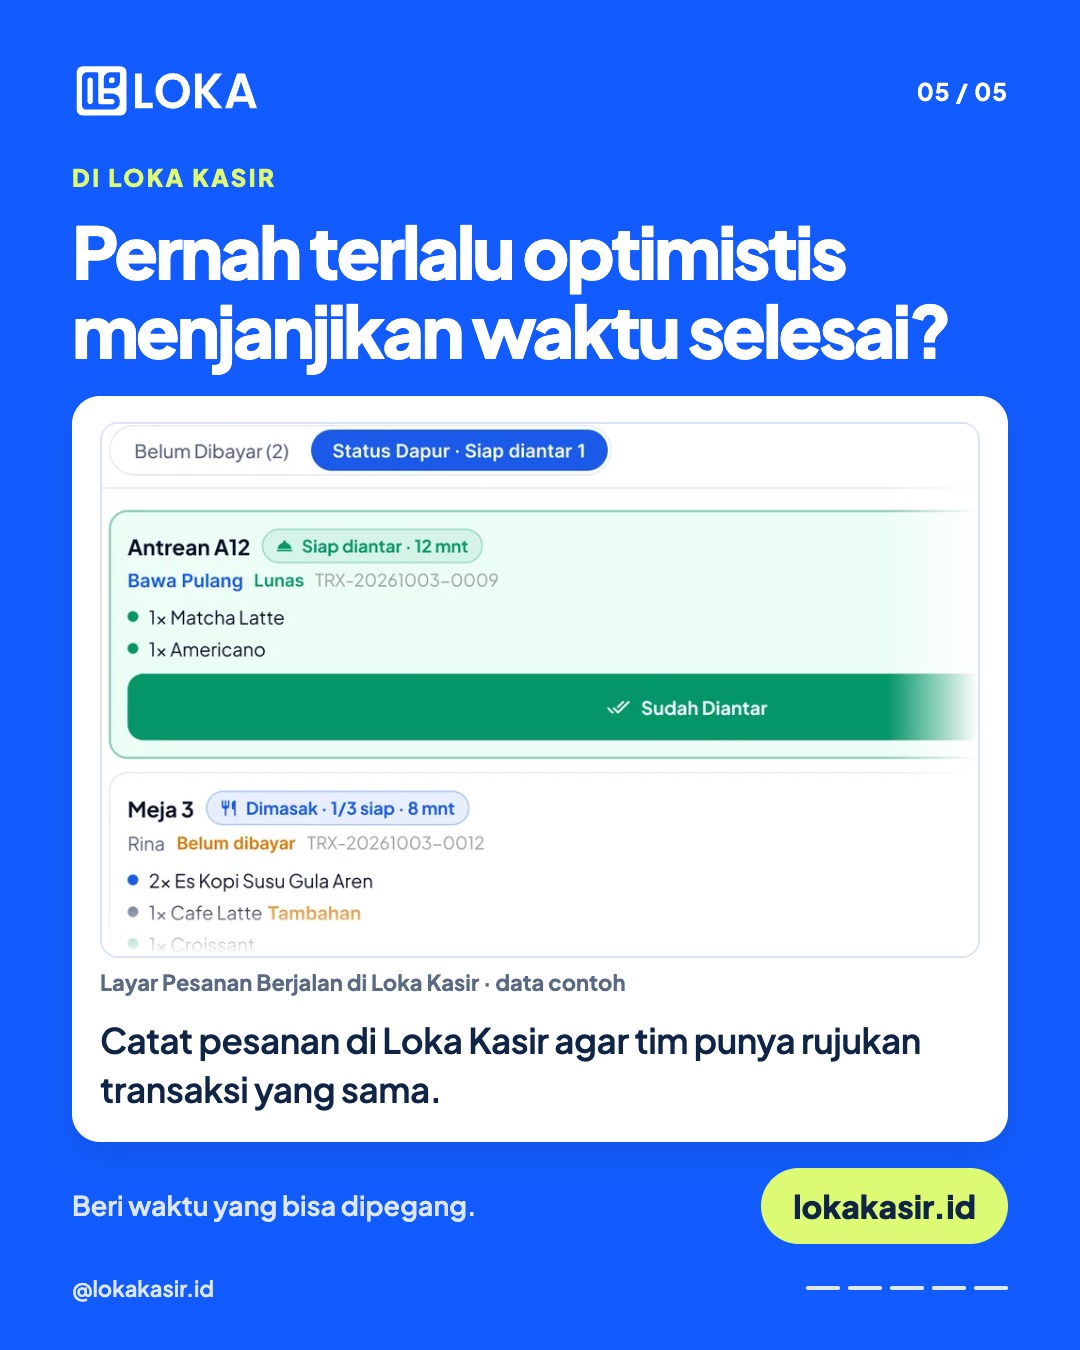 LOKA
05 / 05
DI LOKA KASIR
Pernah terlalu optimistis
menjanjikan waktu selesai?
Belum Dibayar (2)
Status Dapur · Siap diantar 1
Antrean A12
Siap diantar · 12 mnt
Bawa Pulang Lunas TRX-20261003-0009
1x Matcha Latte
1x Americano
Sudah Diantar
Meja 3
Dimasak · 1/3 siap · 8 mnt
Rina Belum dibayar TRX-20261003-0012
2x Es Kopi Susu Gula Aren
1x Cafe Latte Tambahan
1x Croissant
Layar Pesanan Berjalan di Loka Kasir · data contoh
Catat pesanan di Loka Kasir agar tim punya rujukan
transaksi yang sama.
Beri waktu yang bisa dipegang.
lokakasir.id
@lokakasir.id